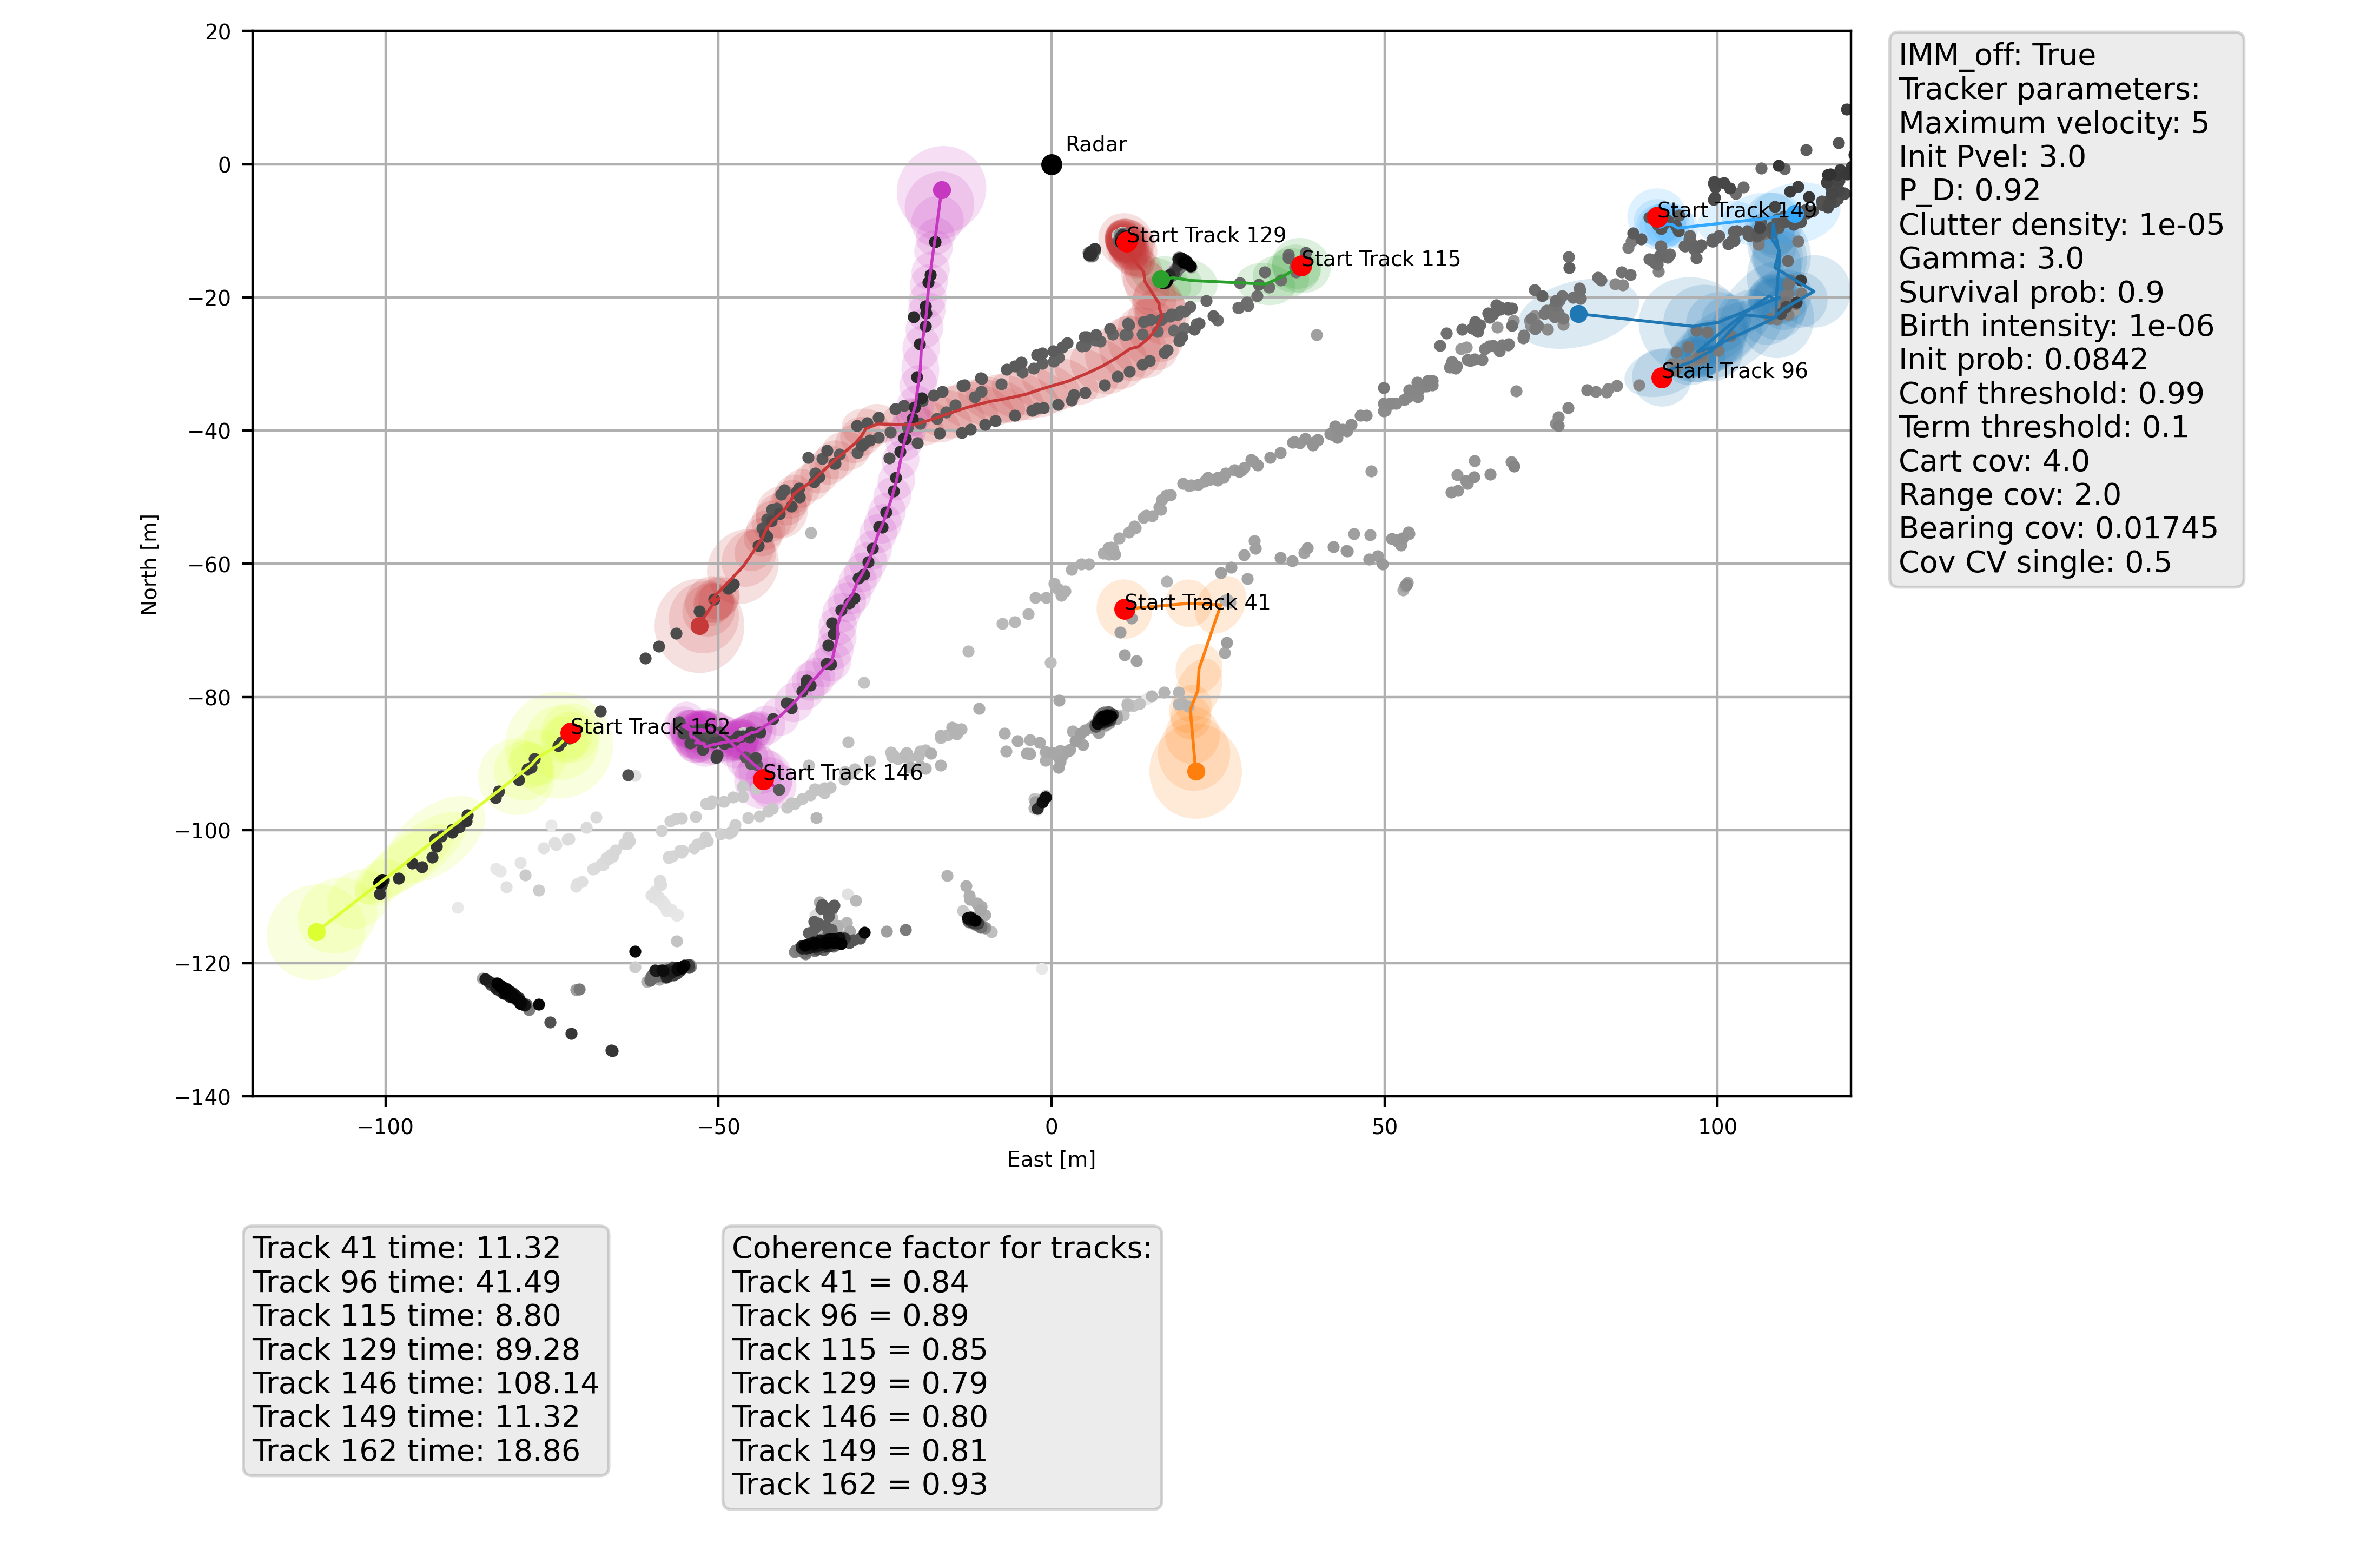 20
0
−20
−40
−60
−80
−100
−120
−140
North [m]
−100
−50
0
50
100
East [m]
Radar
Start Track 149
Start Track 129
Start Track 115
Start Track 96
Start Track 41
Start Track 162
Start Track 146
IMM_off: True
Tracker parameters:
Maximum velocity: 5
Init Pvel: 3.0
P_D: 0.92
Clutter density: 1e-05
Gamma: 3.0
Survival prob: 0.9
Birth intensity: 1e-06
Init prob: 0.0842
Conf threshold: 0.99
Term threshold: 0.1
Cart cov: 4.0
Range cov: 2.0
Bearing cov: 0.01745
Cov CV single: 0.5
Track 41 time: 11.32
Track 96 time: 41.49
Track 115 time: 8.80
Track 129 time: 89.28
Track 146 time: 108.14
Track 149 time: 11.32
Track 162 time: 18.86
Coherence factor for tracks:
Track 41 = 0.84
Track 96 = 0.89
Track 115 = 0.85
Track 129 = 0.79
Track 146 = 0.80
Track 149 = 0.81
Track 162 = 0.93